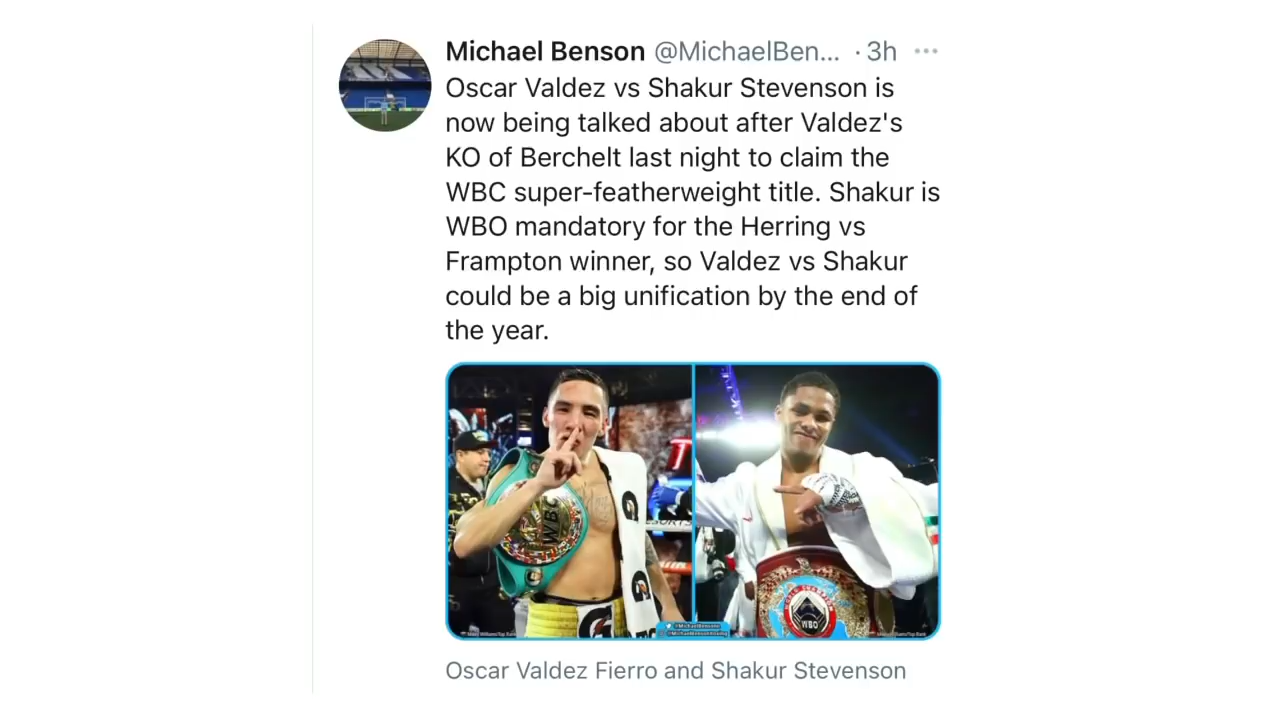 Michael Benson @MichaelBen... · 3h ···
Oscar Valdez vs Shakur Stevenson is
now being talked about after Valdez's
KO of Berchelt last night to claim the
WBC super-featherweight title. Shakur is
WBO mandatory for the Herring vs
Frampton winner, so Valdez vs Shakur
could be a big unification by the end of
the year.
WBC
G
G
G
T
WBO
Oscar Valdez Fierro and Shakur Stevenson